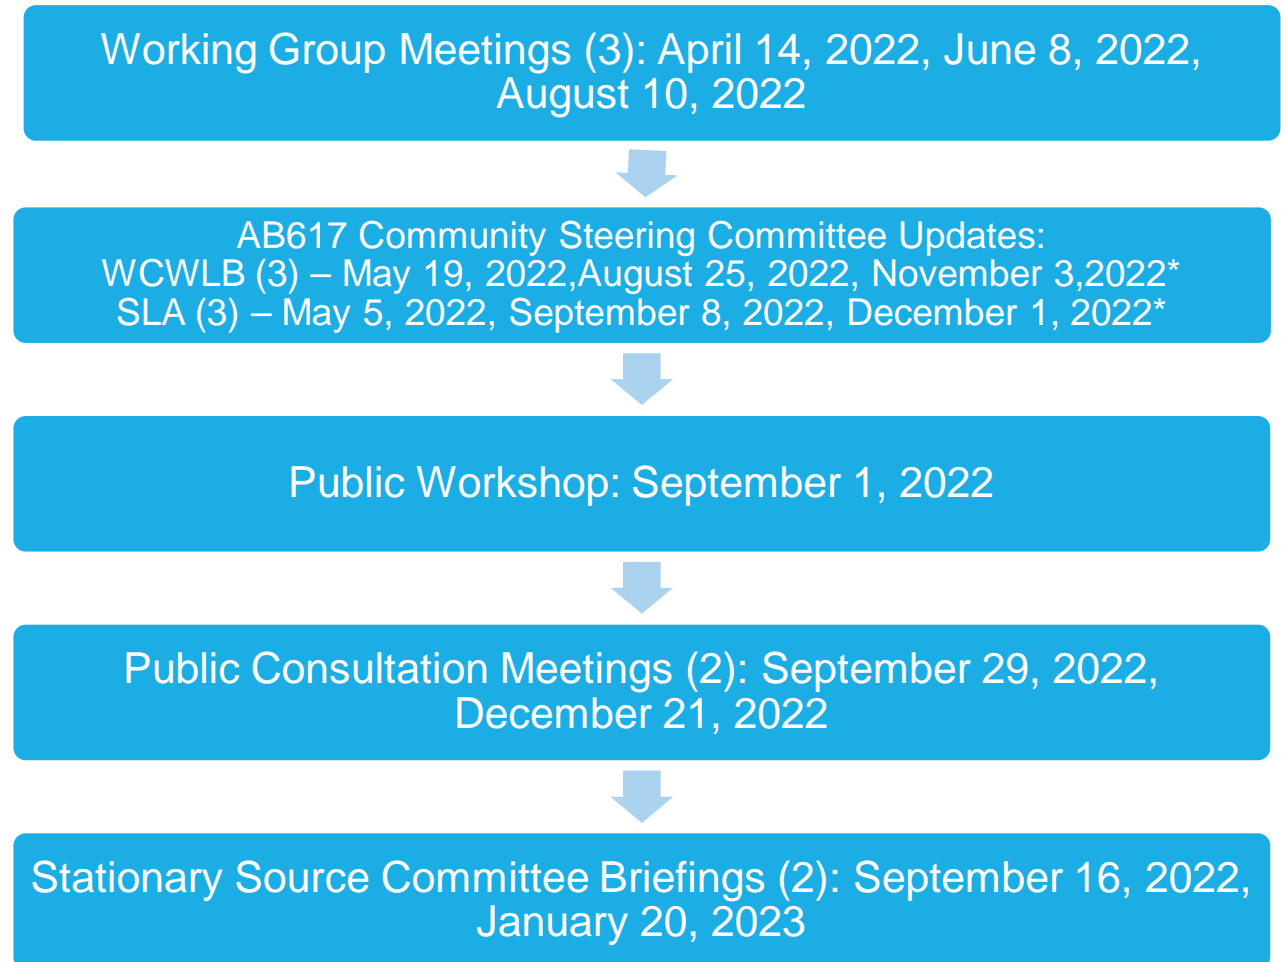 Working Group Meetings (3): April 14, 2022, June 8, 2022,
August 10, 2022
AB617 Community Steering Committee Updates:
WCWLB (3) – May 19, 2022,August 25, 2022, November 3,2022*
SLA (3) – May 5, 2022, September 8, 2022, December 1, 2022*
Public Workshop: September 1, 2022
Public Consultation Meetings (2): September 29, 2022,
December 21, 2022
Stationary Source Committee Briefings (2): September 16, 2022,
January 20, 2023